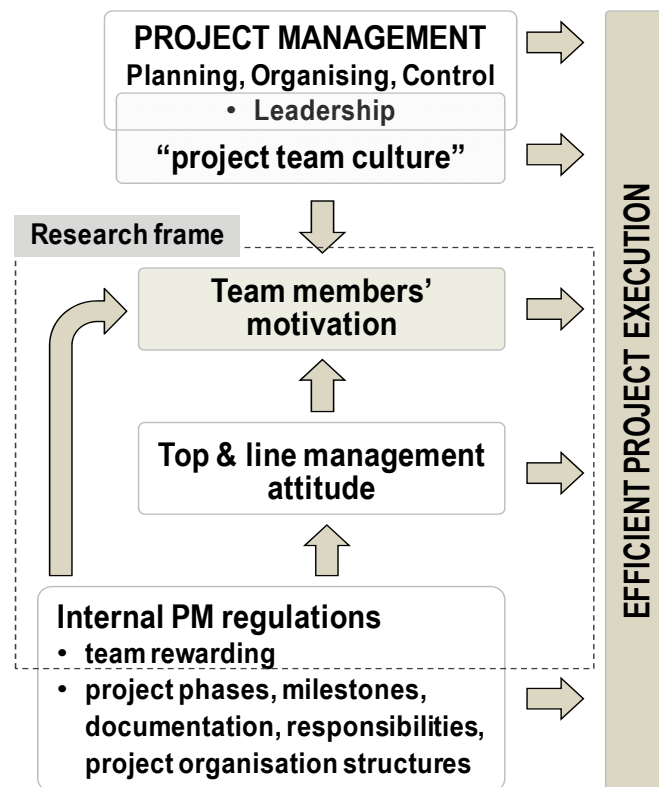 PROJECT MANAGEMENT
Planning, Organising, Control
• Leadership
“project team culture”
Research frame
Team members’
motivation
Top & line management
attitude
Internal PM regulations
• team rewarding
• project phases, milestones,
documentation, responsibilities,
project organisation structures
EFFICIENT PROJECT EXECUTION